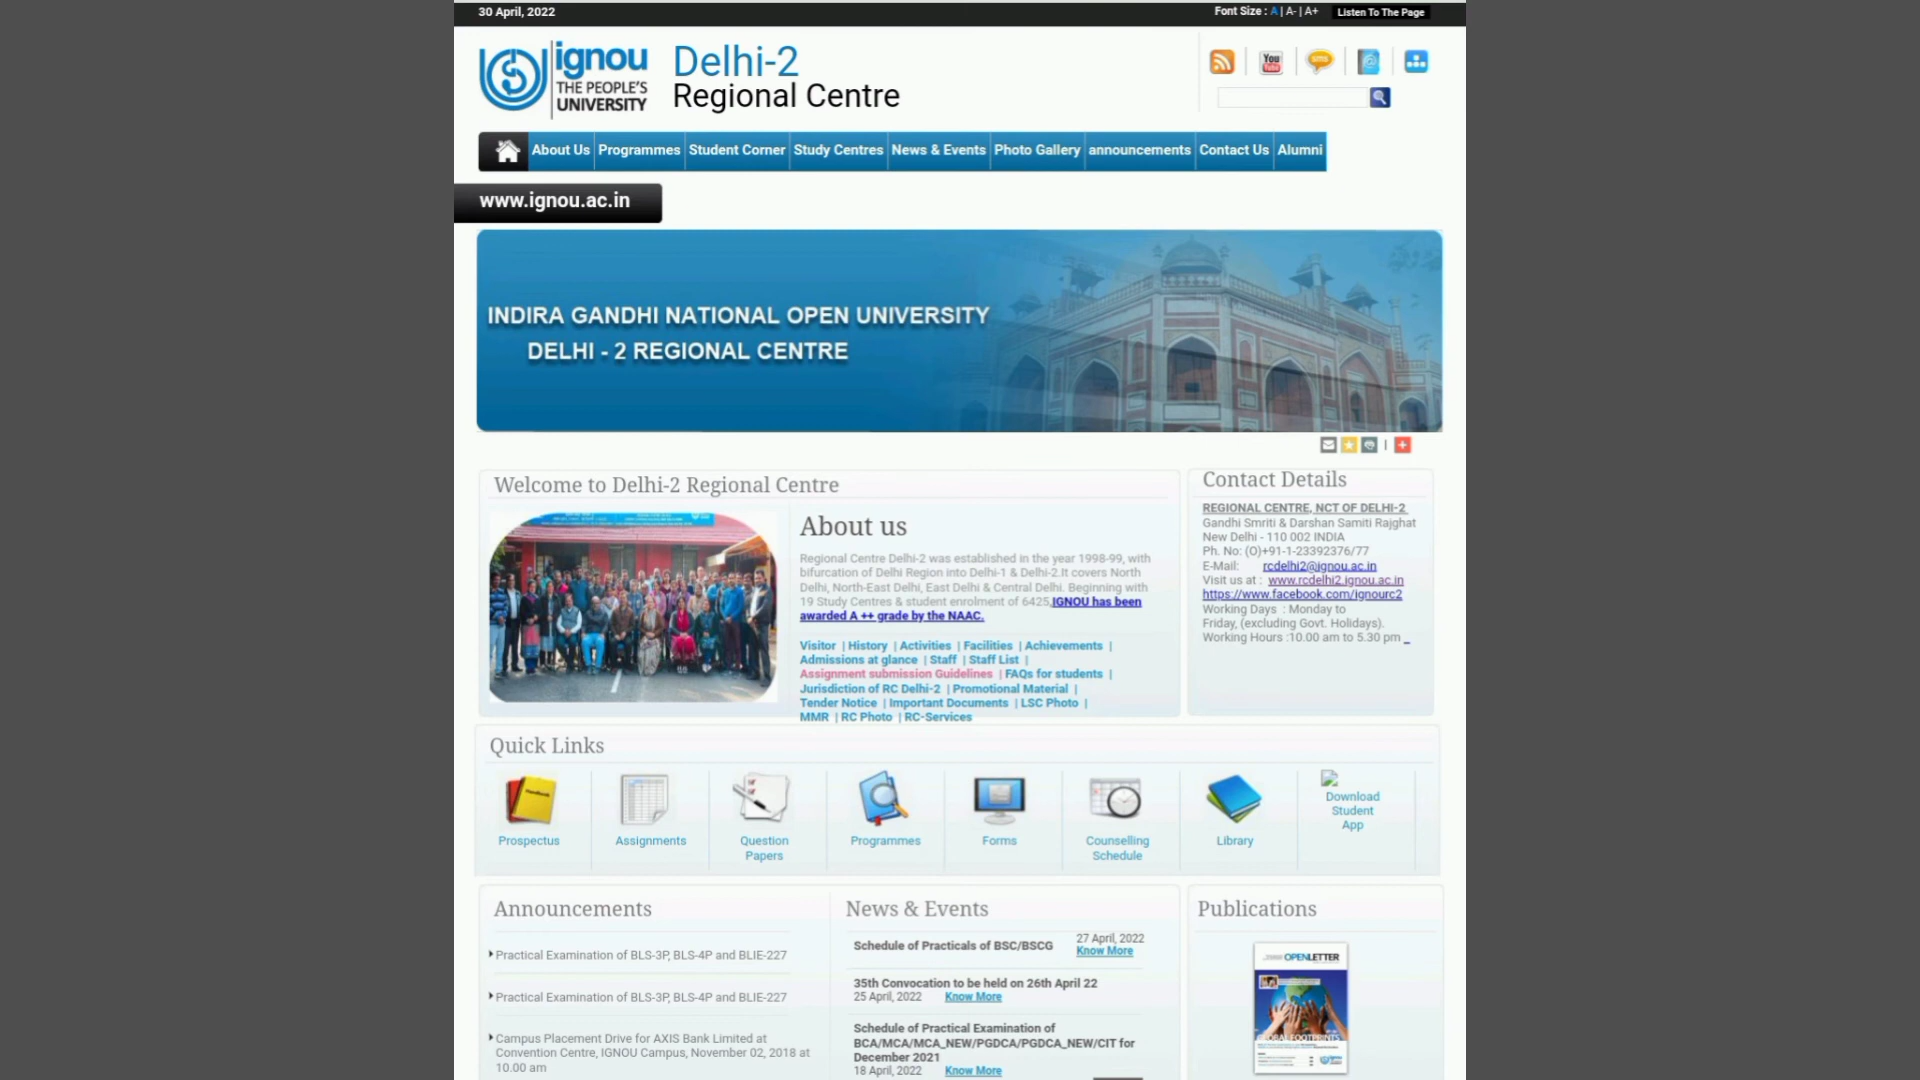 30 April, 2022
Font Size : A | A- | A+
Listen To The Page
ignou
THE PEOPLE'S
UNIVERSITY
Delhi-2
Regional Centre
You
Tube
SMS
About Us
Programmes
Student Corner
Study Centres
News & Events
Photo Gallery
announcements
Contact Us
Alumni
www.ignou.ac.in
INDIRA GANDHI NATIONAL OPEN UNIVERSITY
DELHI - 2 REGIONAL CENTRE
Welcome to Delhi-2 Regional Centre
About us
Regional Centre Delhi-2 was established in the year 1998-99, with
bifurcation of Delhi Region into Delhi-1 & Delhi-2.It covers North
Delhi, North-East Delhi, East Delhi & Central Delhi. Beginning with
19 Study Centres & student enrolment of 6425,IGNOU has been
awarded A ++ grade by the NAAC.
Visitor | History | Activities | Facilities | Achievements |
Admissions at glance | Staff | Staff List |
Assignment submission Guidelines | FAQs for students |
Jurisdiction of RC Delhi-2 | Promotional Material |
Tender Notice | Important Documents | LSC Photo |
MMR | RC Photo | RC-Services
Contact Details
REGIONAL CENTRE, NCT OF DELHI-2
Gandhi Smriti & Darshan Samiti Rajghat
New Delhi - 110 002 INDIA
Ph. No: (O)+91-1-23392376/77
E-Mail: rcdelhi2@ignou.ac.in
Visit us at : www.rcdelhi2.ignou.ac.in
https://www.facebook.com/ignourc2
Working Days : Monday to
Friday, (excluding Govt. Holidays).
Working Hours :10.00 am to 5.30 pm
Quick Links
Handbook
Prospectus
Assignments
Question
Papers
Programmes
Forms
Counselling
Schedule
Library
Download
Student
App
Announcements
Practical Examination of BLS-3P, BLS-4P and BLIE-227
Practical Examination of BLS-3P, BLS-4P and BLIE-227
Campus Placement Drive for AXIS Bank Limited at
Convention Centre, IGNOU Campus, November 02, 2018 at
10.00 am
News & Events
Schedule of Practicals of BSC/BSCG
27 April, 2022
Know More
35th Convocation to be held on 26th April 22
25 April, 2022 Know More
Schedule of Practical Examination of
BCA/MCA/MCA_NEW/PGDCA/PGDCA_NEW/CIT for
December 2021
18 April, 2022 Know More
Publications
OPENLETTER
GLOBAL FOOTPRINTS
ignou